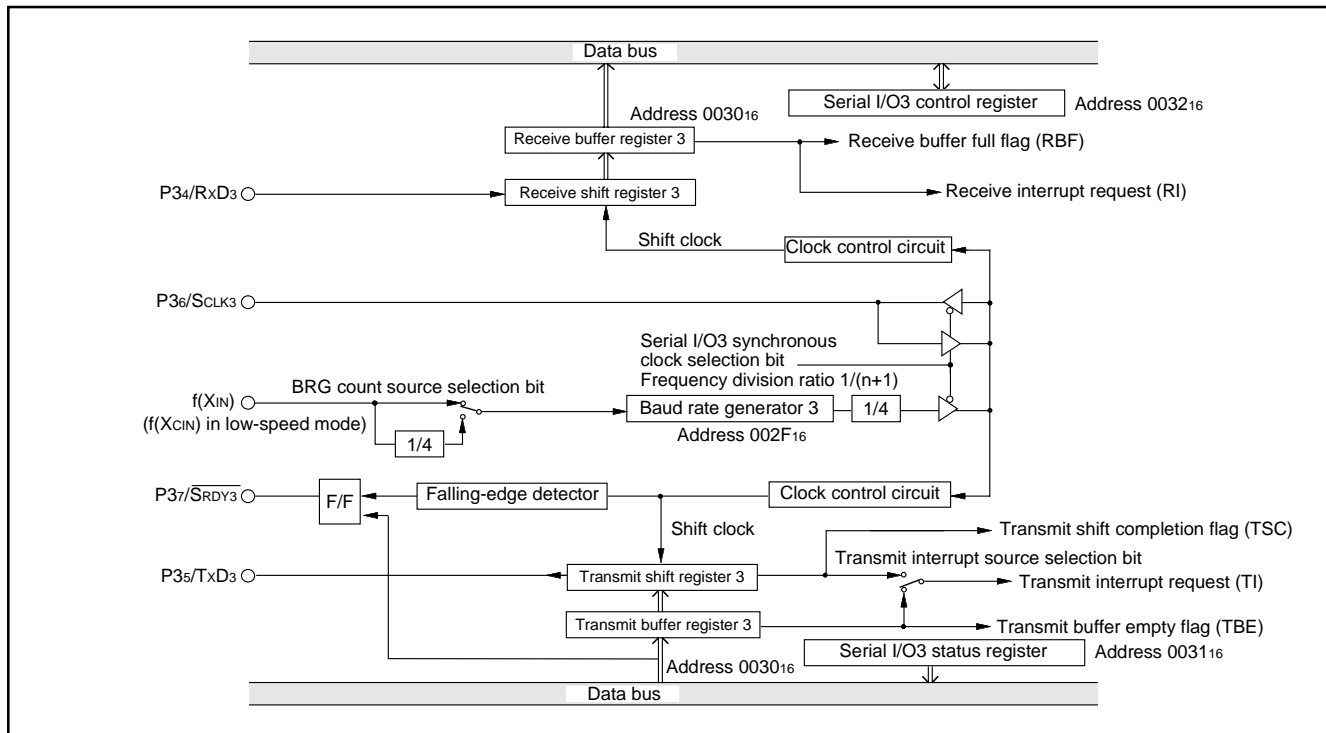 Data bus
Serial I/O3 control register
Address 003216
Address 003016
Receive buffer register 3
Receive buffer full flag (RBF)
P34/RxD3
Receive shift register 3
Receive interrupt request (RI)
Shift clock
Clock control circuit
P36/SCLK3
Serial I/O3 synchronous
clock selection bit
Frequency division ratio 1/(n+1)
BRG count source selection bit
f(XIN)
(f(XCIN) in low-speed mode)
1/4
Baud rate generator 3
1/4
Address 002F16
P37/SRDY3
F/F
Falling-edge detector
Clock control circuit
Shift clock
Transmit shift completion flag (TSC)
Transmit interrupt source selection bit
P35/TxD3
Transmit shift register 3
Transmit interrupt request (TI)
Transmit buffer register 3
Transmit buffer empty flag (TBE)
Address 003016
Serial I/O3 status register
Address 003116
Data bus